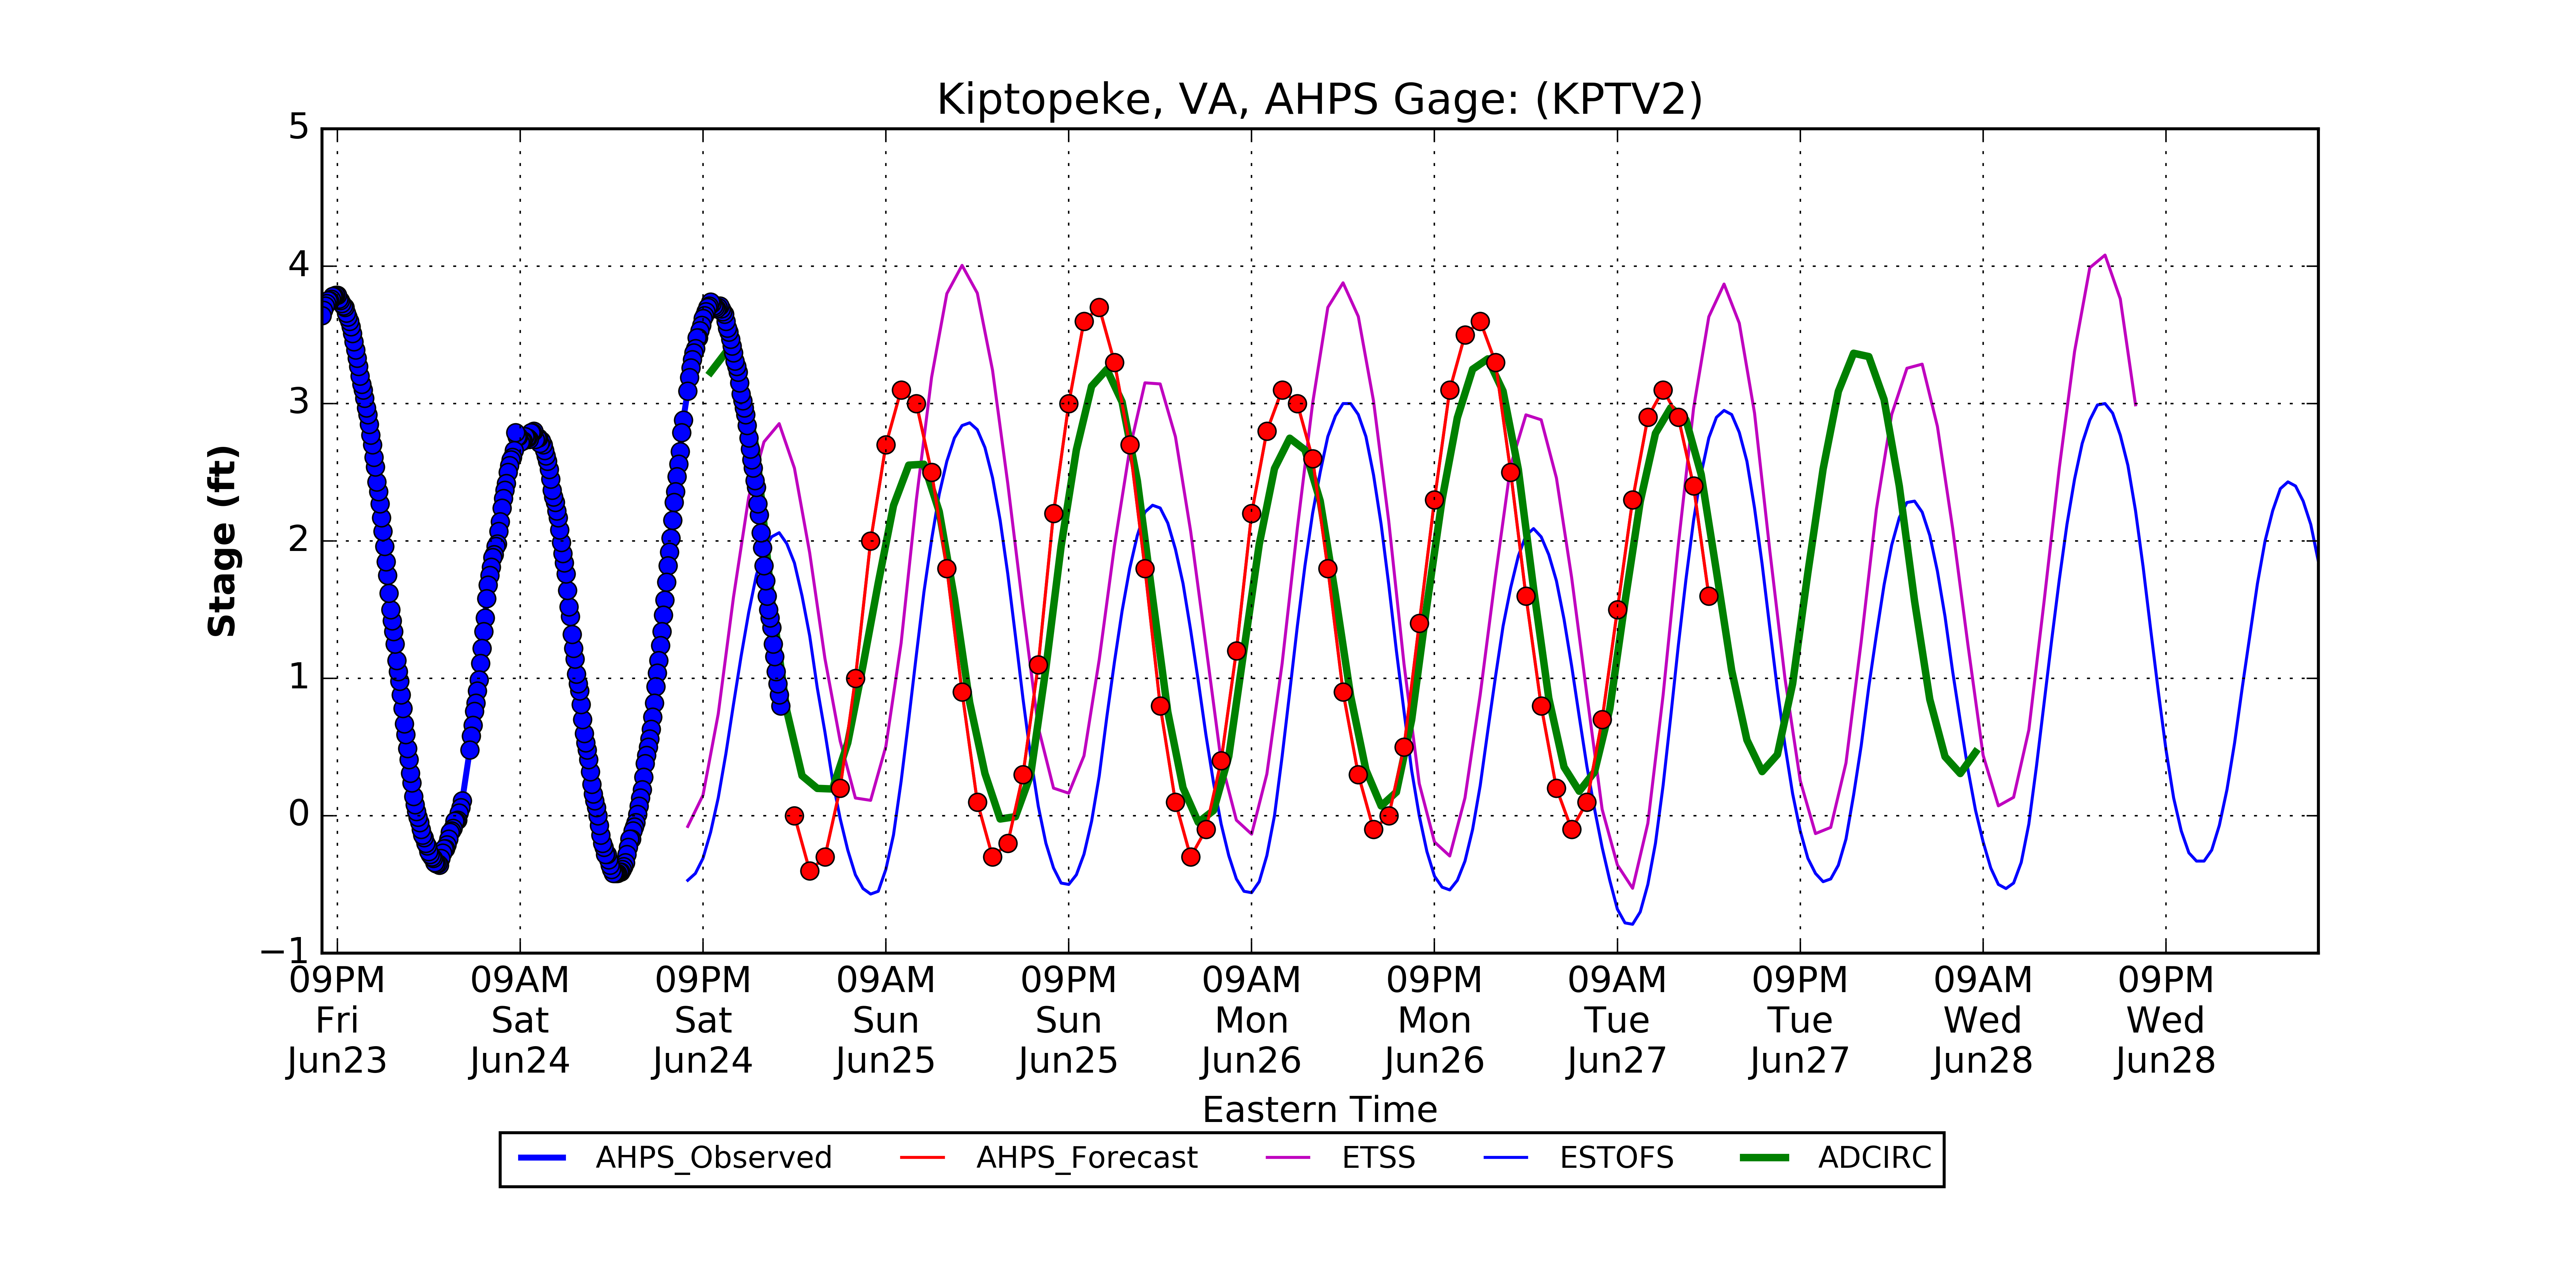 Kiptopeke, VA, AHPS Gage: (KPTV2)
5
4
3
2
1
0
−1
Stage (ft)
09PM 09AM 09PM 09AM 09PM 09AM 09PM 09AM 09PM 09AM 09PM
Fri Sat Sat Sun Sun Mon Mon Tue Tue Wed Wed
Jun23 Jun24 Jun24 Jun25 Jun25 Jun26 Jun26 Jun27 Jun27 Jun28 Jun28
Eastern Time
AHPS_Observed AHPS_Forecast ETSS ESTOFS ADCIRC